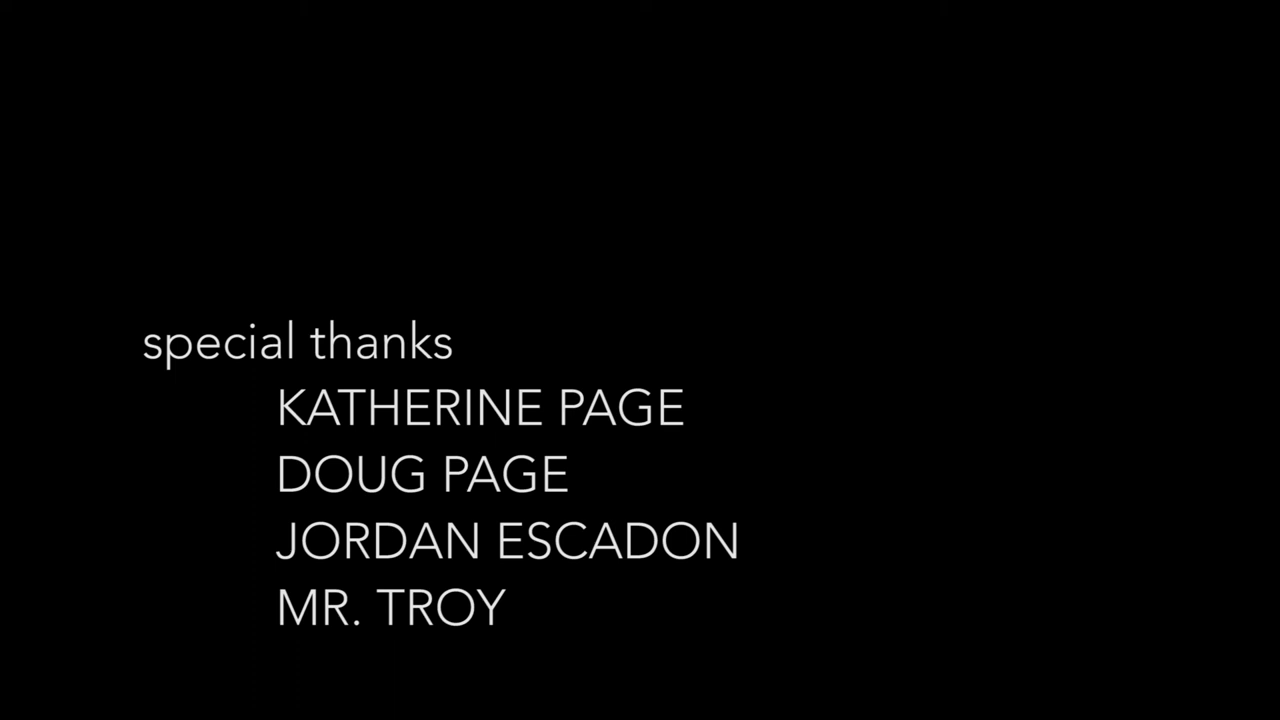 special thanks
KATHERINE PAGE
DOUG PAGE
JORDAN ESCADON
MR. TROY